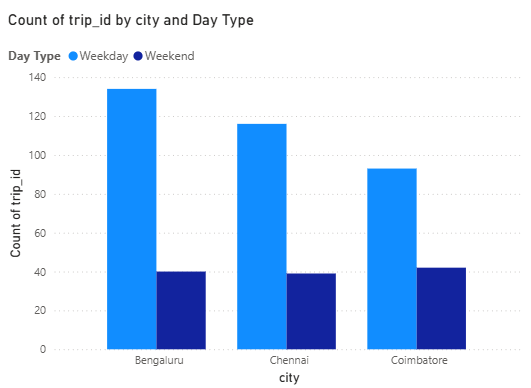 Count of trip_id by city and Day Type
Day Type Weekday Weekend
Count of trip_id
140
120
100
80
60
40
20
0
Bengaluru Chennai Coimbatore
city